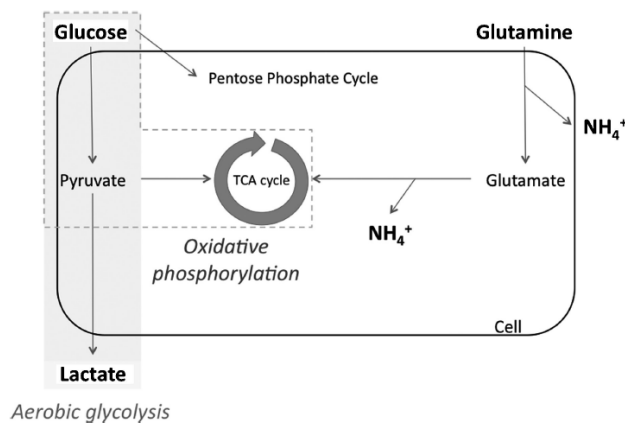 Glucose
Glutamine
Pentose Phosphate Cycle
NH₄⁺
Pyruvate
TCA cycle
Glutamate
NH₄⁺
Oxidative
phosphorylation
Cell
Lactate
Aerobic glycolysis